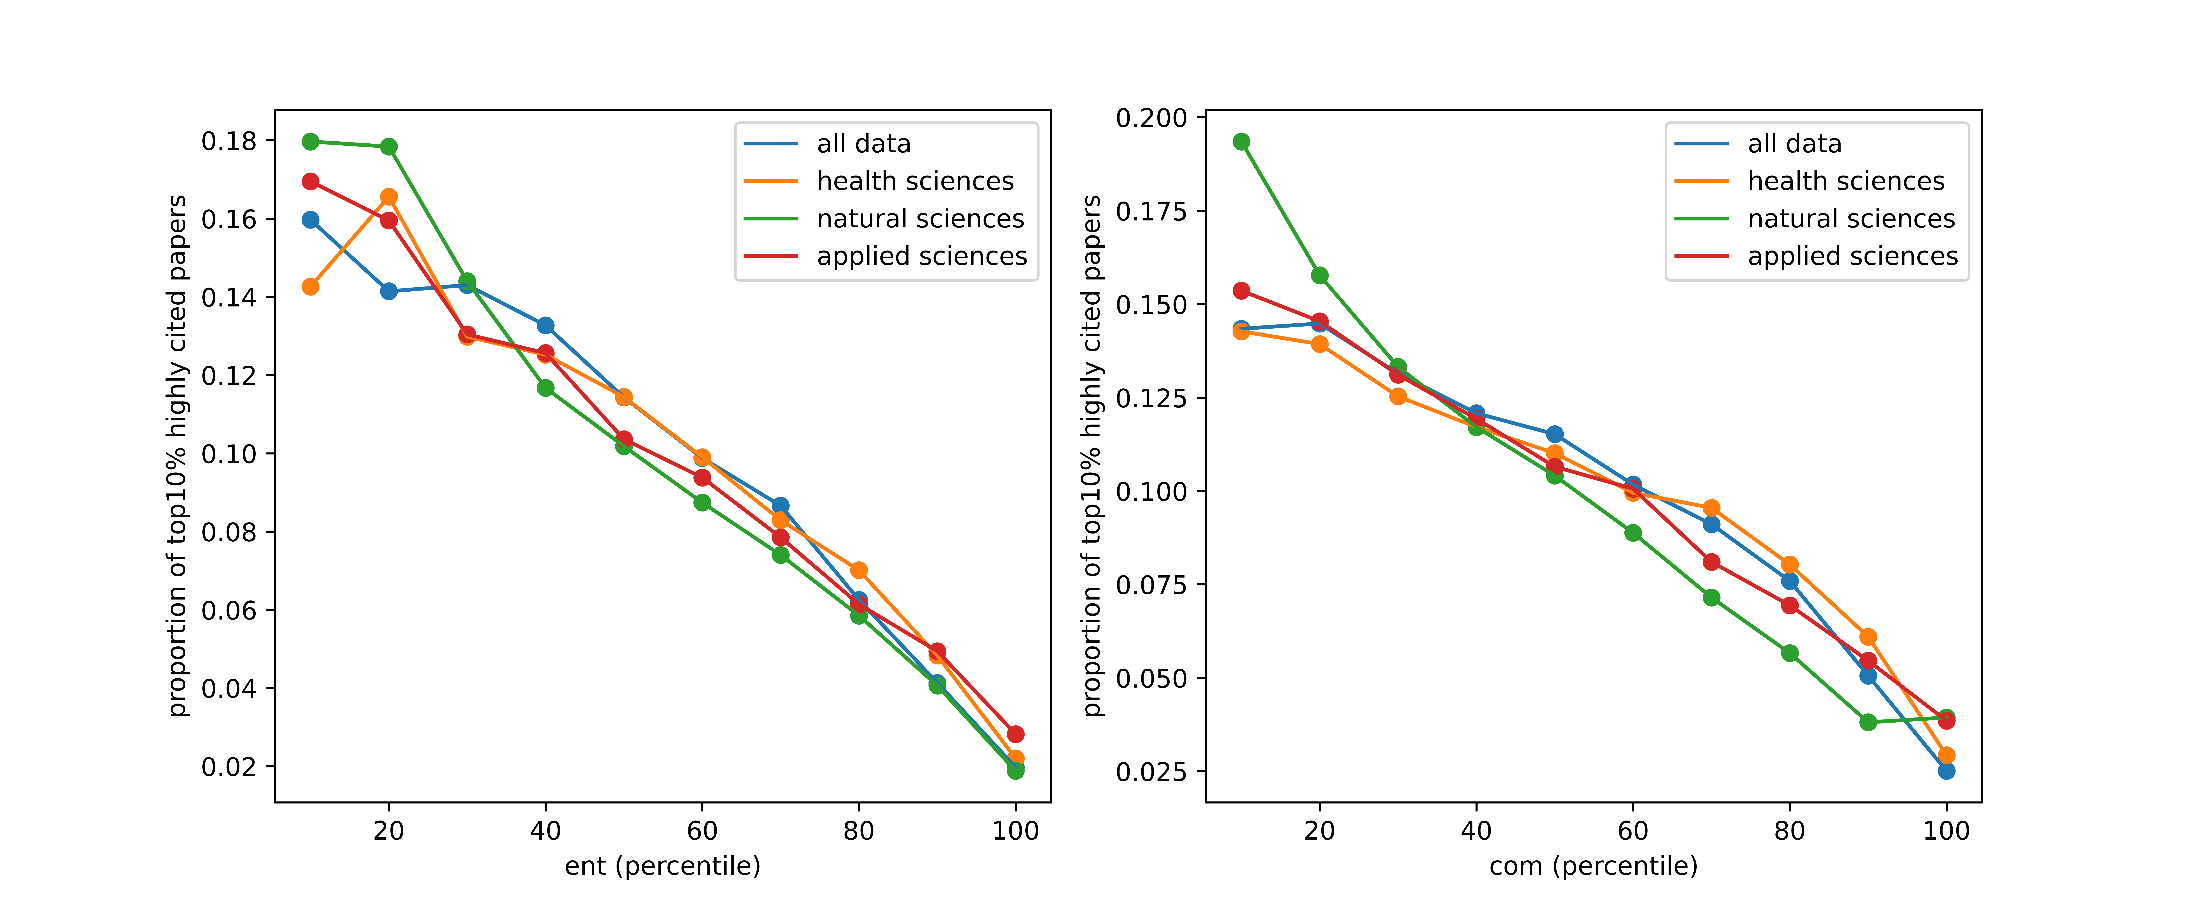 proportion of top10% highly cited papers
0.18
0.16
0.14
0.12
0.10
0.08
0.06
0.04
0.02
20 40 60 80 100
ent (percentile)
all data
health sciences
natural sciences
applied sciences
proportion of top10% highly cited papers
0.200
0.175
0.150
0.125
0.100
0.075
0.050
0.025
20 40 60 80 100
com (percentile)
all data
health sciences
natural sciences
applied sciences